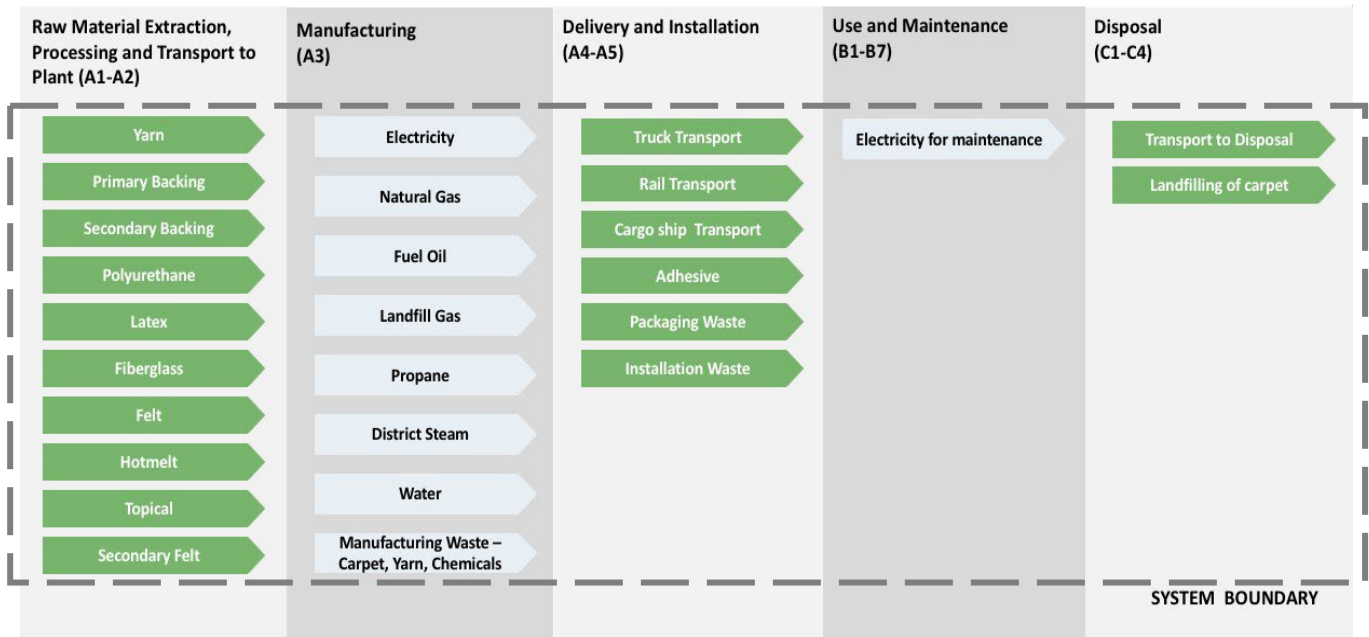 Raw Material Extraction,
Processing and Transport to
Plant (A1-A2)
Yarn
Primary Backing
Secondary Backing
Polyurethane
Latex
Fiberglass
Felt
Hotmelt
Topical
Secondary Felt
Manufacturing
(A3)
Electricity
Natural Gas
Fuel Oil
Landfill Gas
Propane
District Steam
Water
Manufacturing Waste –
Carpet, Yarn, Chemicals
Delivery and Installation
(A4-A5)
Truck Transport
Rail Transport
Cargo ship Transport
Adhesive
Packaging Waste
Installation Waste
Use and Maintenance
(B1-B7)
Electricity for maintenance
Disposal
(C1-C4)
Transport to Disposal
Landfilling of carpet
SYSTEM BOUNDARY